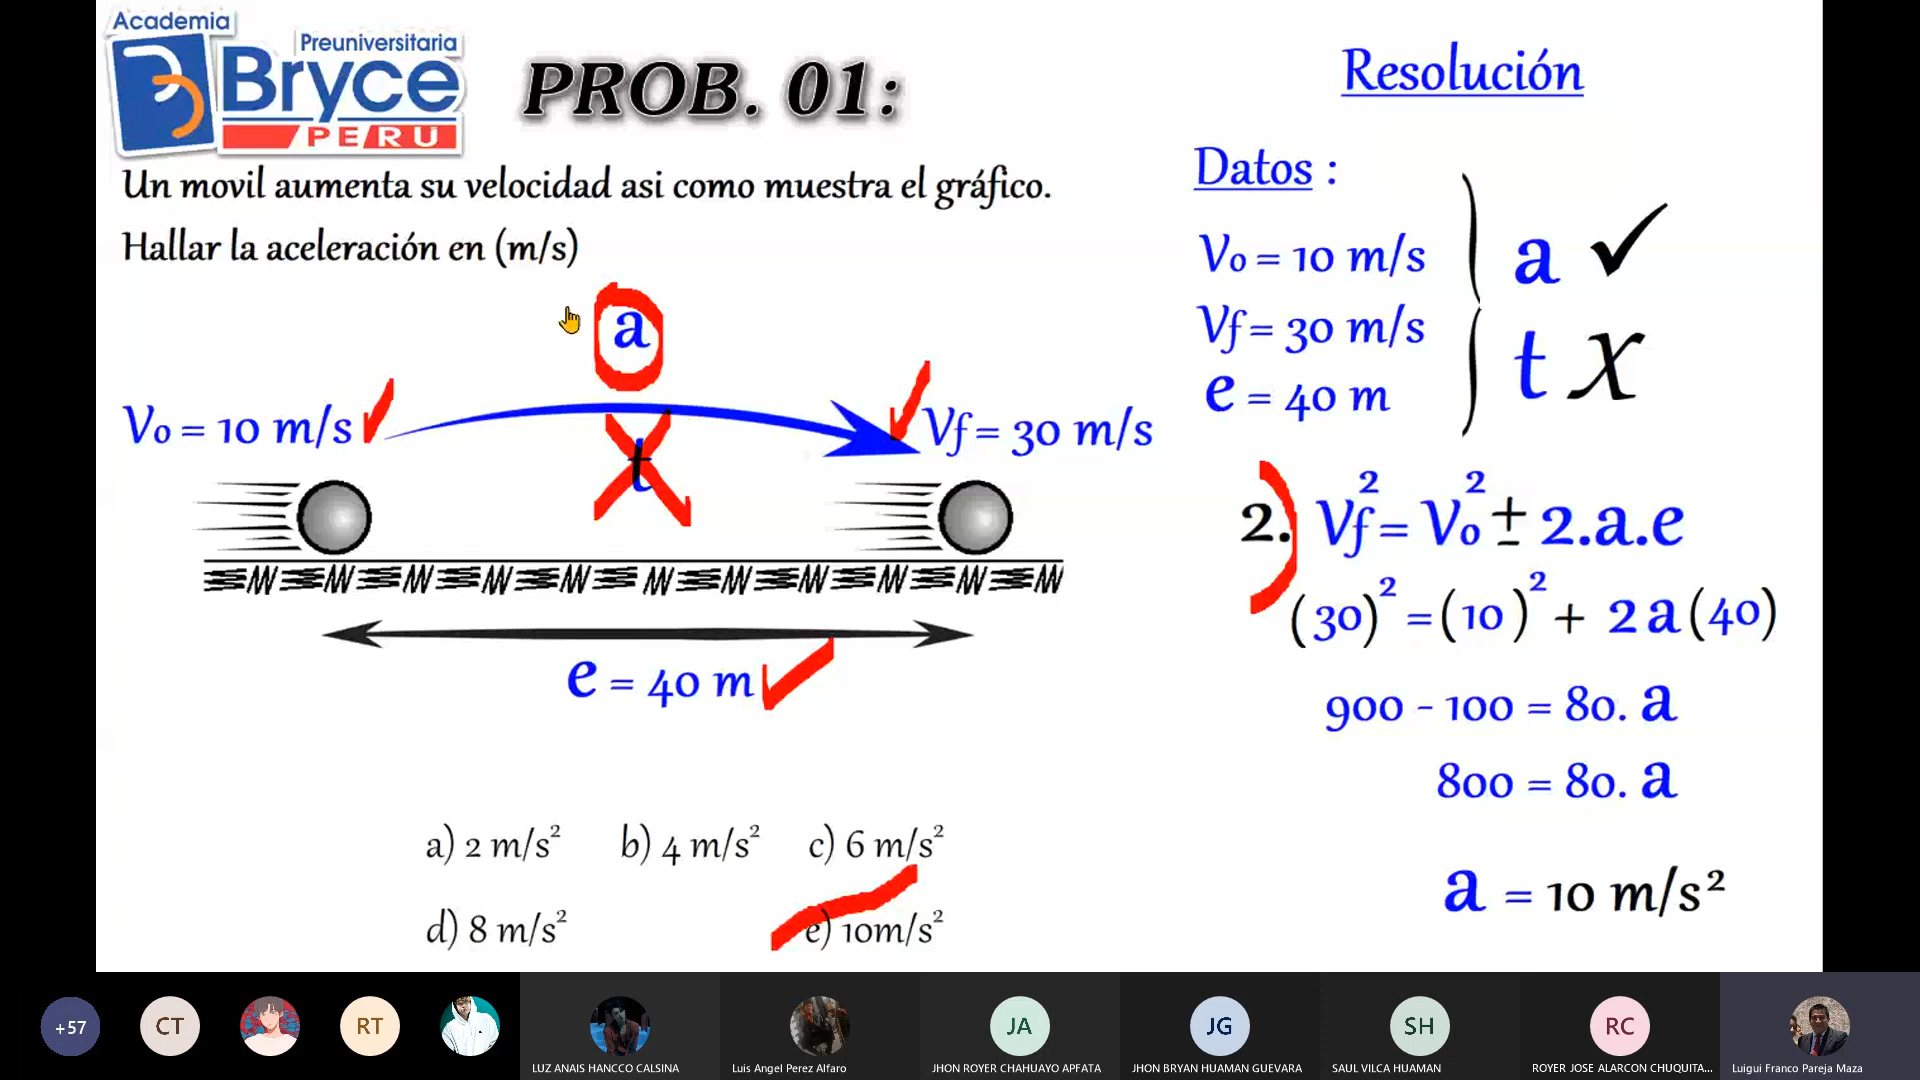 Academia
Preuniversitaria
Bryce
PERU
PROB. 01:
Un movil aumenta su velocidad asi como muestra el gráfico.
Hallar la aceleración en (m/s)
a
Vo = 10 m/s
Vf = 30 m/s
t
e = 40 m
a) 2 m/s² b) 4 m/s² c) 6 m/s²
d) 8 m/s² e) 10m/s²
Resolución
Datos :
Vo = 10 m/s
Vf = 30 m/s
e = 40 m
a ✓
t X
2. Vf² = Vo² ± 2.a.e
(30)² = (10)² + 2a(40)
900 - 100 = 80. a
800 = 80. a
a = 10 m/s²
+57
CT
RT
JA
JG
SH
RC
LUZ ANAIS HANCCO CALSINA
Luis Angel Perez Alfaro
JHON ROYER CHAHUAYO APFATA
JHON BRYAN HUAMAN GUEVARA
SAUL VILCA HUAMAN
ROYER JOSE ALARCON CHUQUITA...
Luigui Franco Pareja Maza